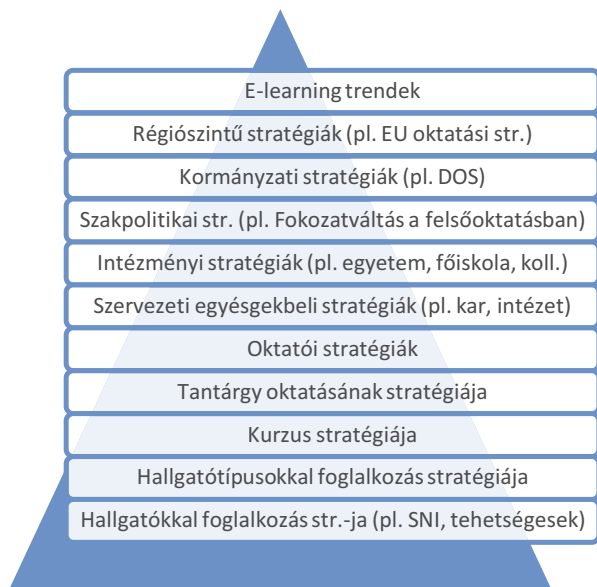 E-learning trendek
Régiószintű stratégiák (pl. EU oktatási str.)
Kormányzati stratégiák (pl. DOS)
Szakpolitikai str. (pl. Fokozatváltás a felsőoktatásban)
Intézményi stratégiák (pl. egyetem, főiskola, koll.)
Szervezeti egyésgekbeli stratégiák (pl. kar, intézet)
Oktatói stratégiák
Tantárgy oktatásának stratégiája
Kurzus stratégiája
Hallgatótípusokkal foglalkozás stratégiája
Hallgatókkal foglalkozás str.-ja (pl. SNI, tehetségesek)